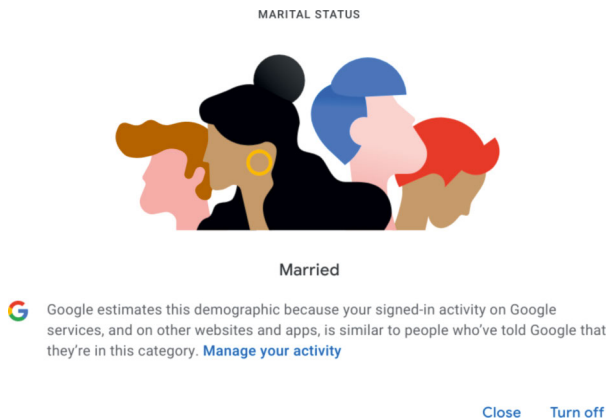 MARITAL STATUS
Married
Google estimates this demographic because your signed-in activity on Google
services, and on other websites and apps, is similar to people who've told Google that
they're in this category. Manage your activity
Close Turn off